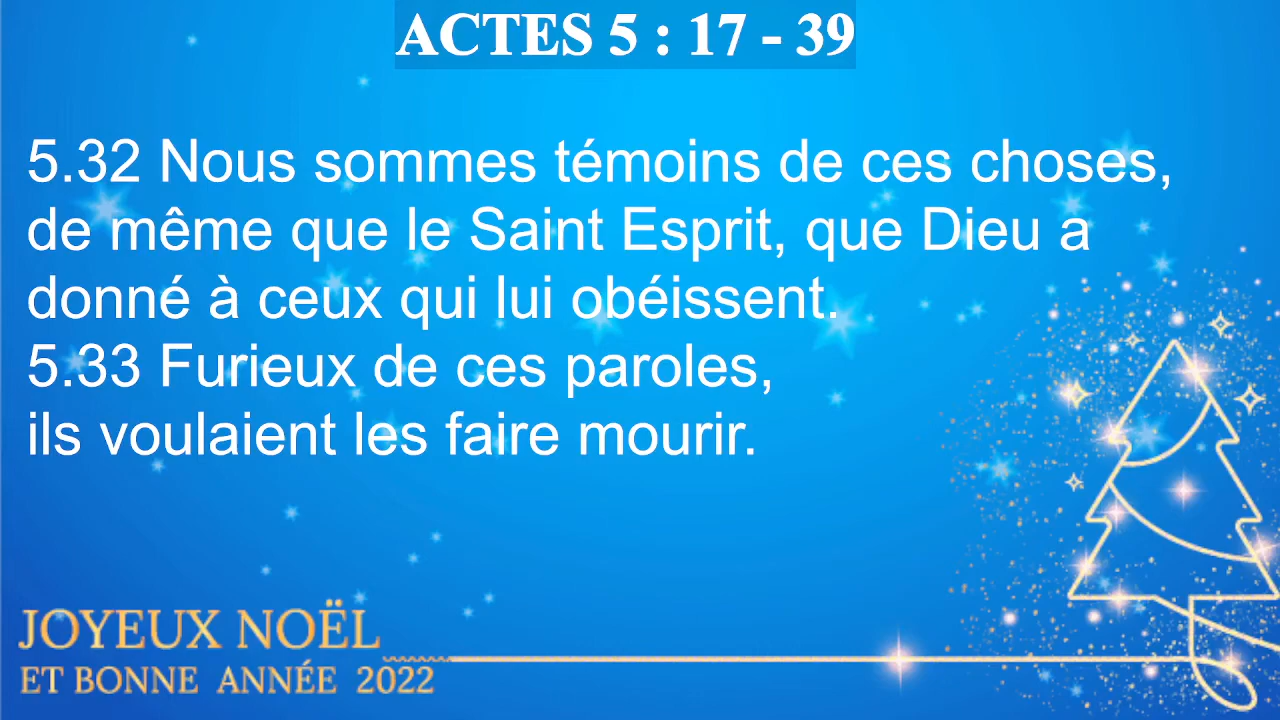 ACTES 5 : 17 - 39
5.32 Nous sommes témoins de ces choses,
de même que le Saint Esprit, que Dieu a
donné à ceux qui lui obéissent.
5.33 Furieux de ces paroles,
ils voulaient les faire mourir.
JOYEUX NOËL
ET BONNE ANNÉE 2022